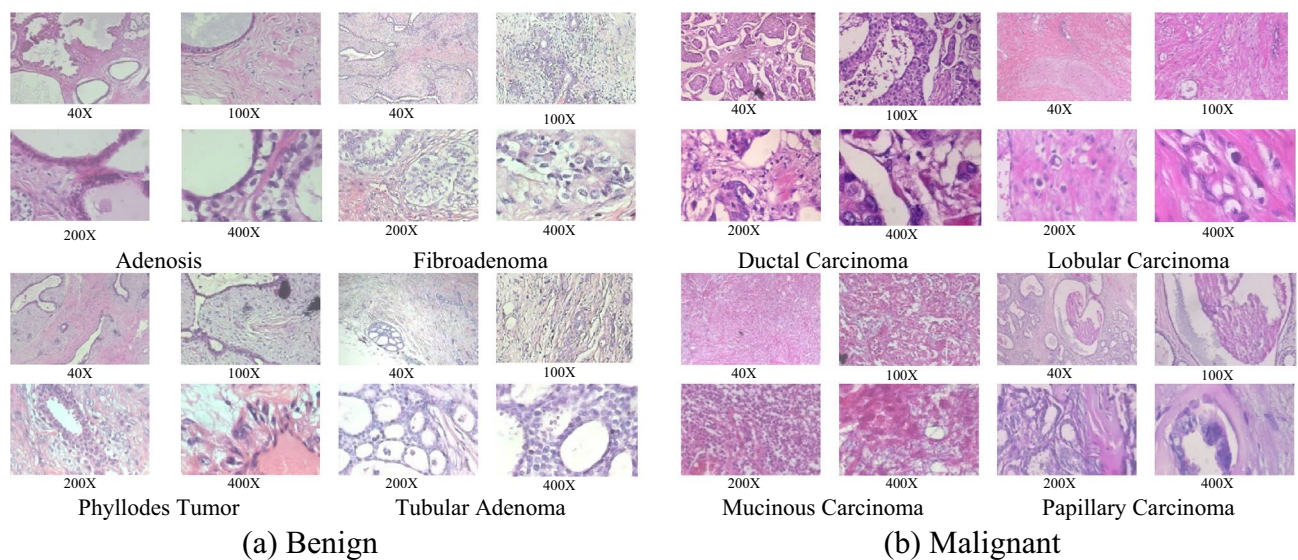 40X 100X 40X 100X 40X 100X 40X 100X
200X 400X 200X 400X 200X 400X 200X 400X
Adenosis Fibroadenoma Ductal Carcinoma Lobular Carcinoma
40X 100X 40X 100X 40X 100X 40X 100X
200X 400X 200X 400X 200X 400X 200X 400X
Phyllodes Tumor Tubular Adenoma Mucinous Carcinoma Papillary Carcinoma
(a) Benign (b) Malignant